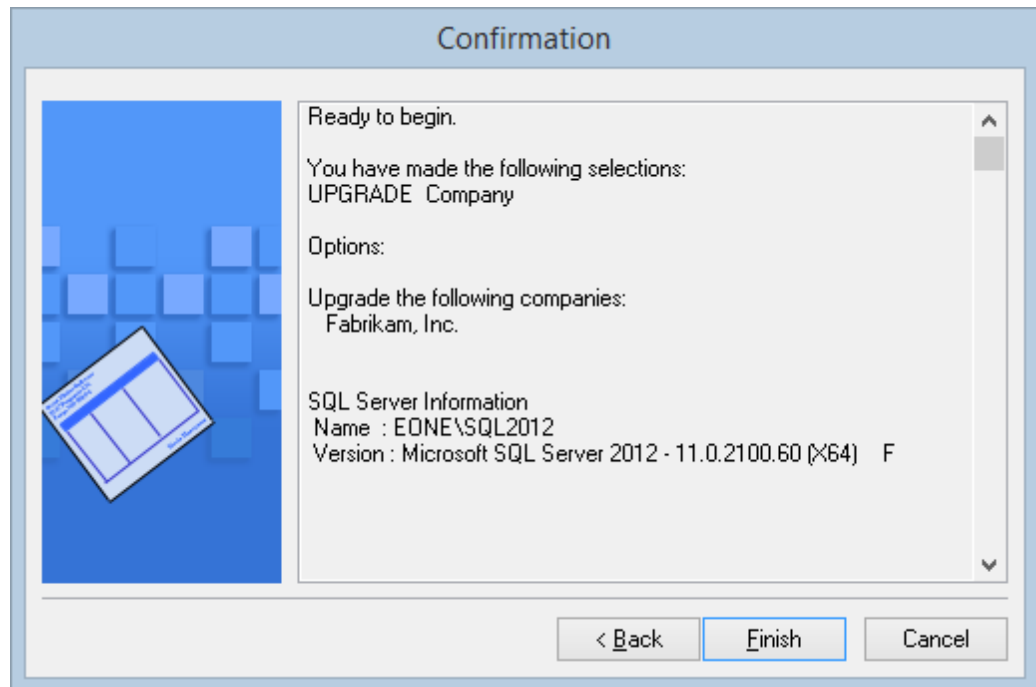 Confirmation
Ready to begin.
You have made the following selections:
UPGRADE  Company
Options:
Upgrade the following companies:
Fabrikam, Inc.
SQL Server Information
Name : EONE\SQL2012
Version : Microsoft SQL Server 2012 - 11.0.2100.60 (X64)    F
< Back
Finish
Cancel